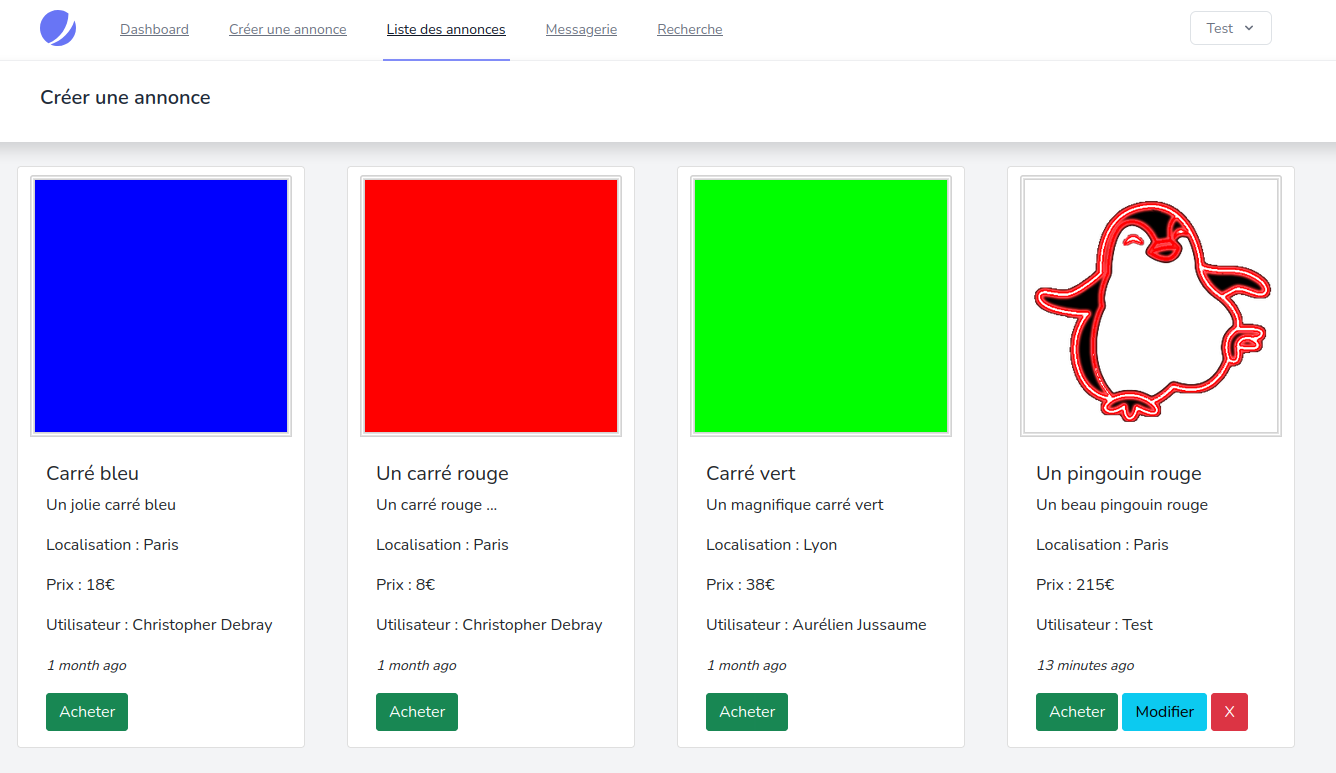 Dashboard Créer une annonce Liste des annonces Messagerie Recherche Test
Créer une annonce
Carré bleu
Un jolie carré bleu
Localisation : Paris
Prix : 18€
Utilisateur : Christopher Debray
1 month ago
Acheter
Un carré rouge
Un carré rouge ...
Localisation : Paris
Prix : 8€
Utilisateur : Christopher Debray
1 month ago
Acheter
Carré vert
Un magnifique carré vert
Localisation : Lyon
Prix : 38€
Utilisateur : Aurélien Jussaume
1 month ago
Acheter
Un pingouin rouge
Un beau pingouin rouge
Localisation : Paris
Prix : 215€
Utilisateur : Test
13 minutes ago
Acheter Modifier X